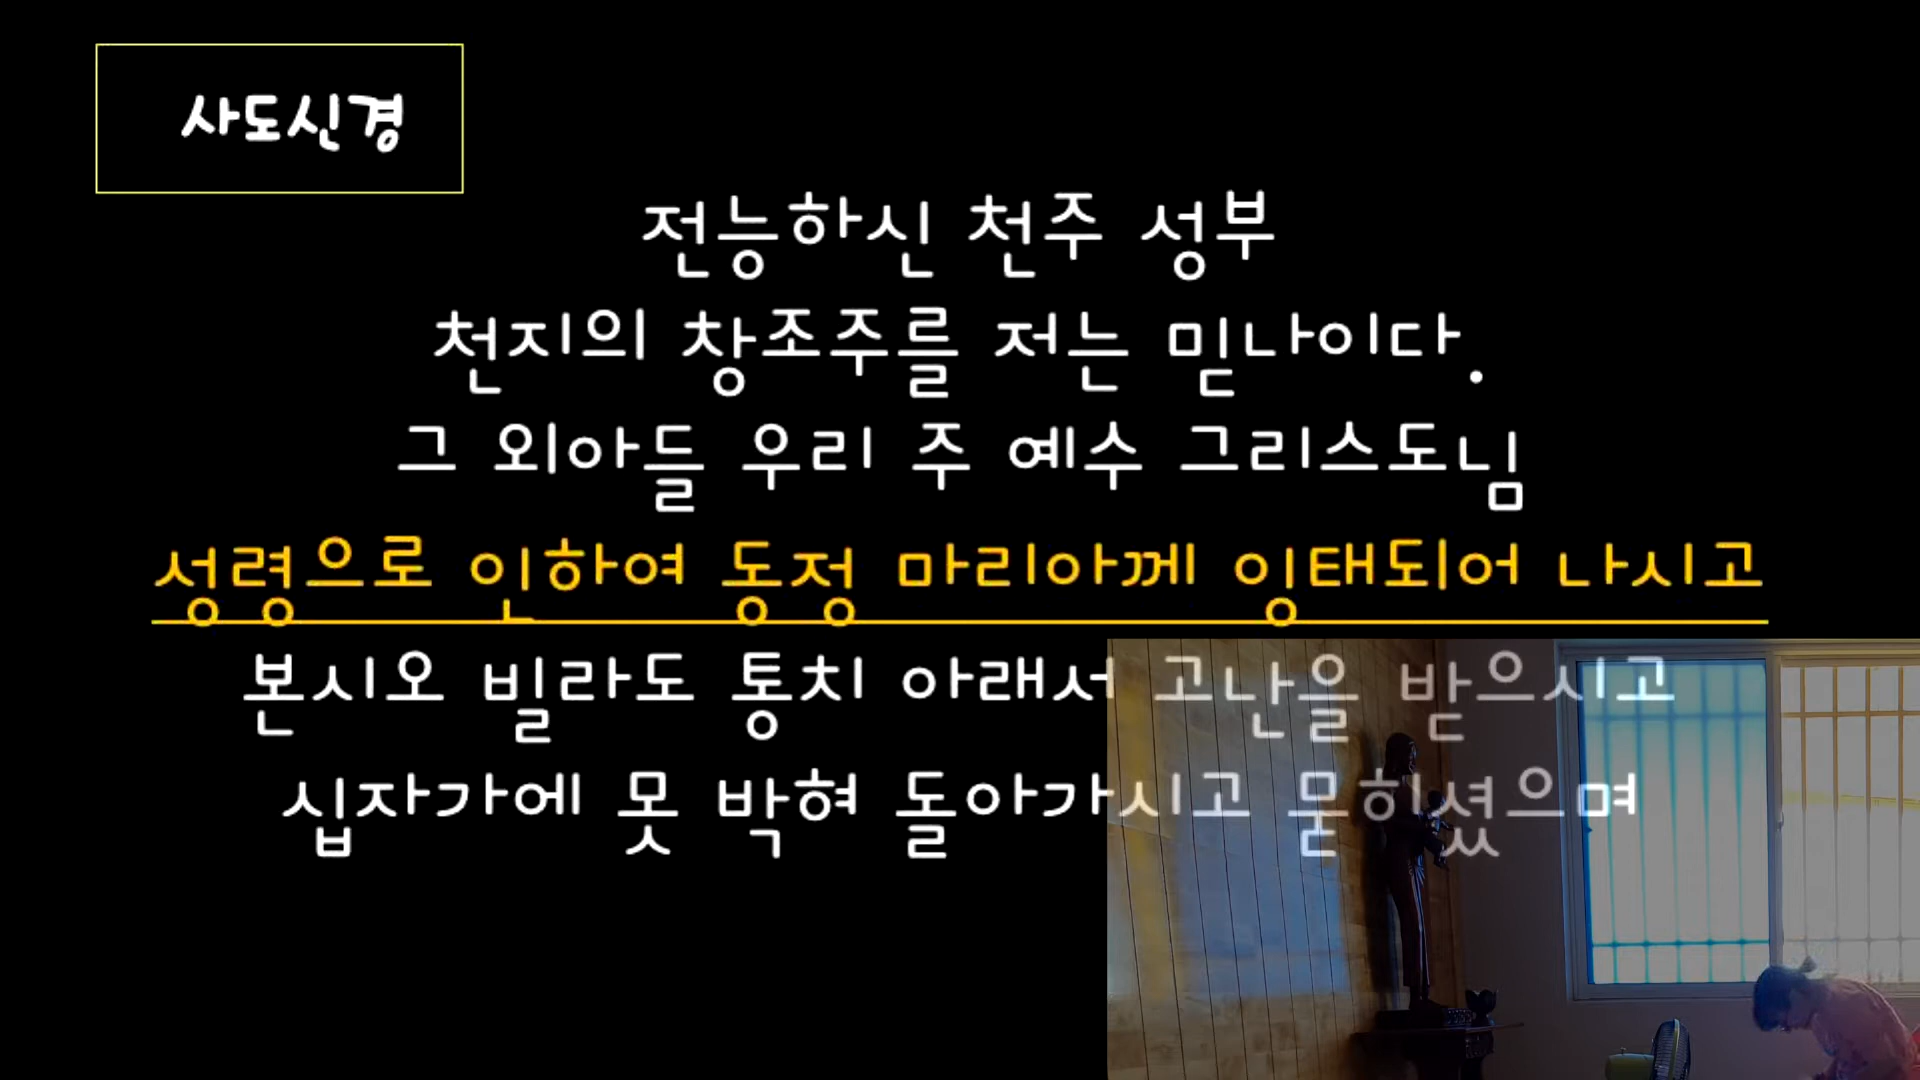 사도신경
전능하신 천주 성부
천지의 창조주를 저는 믿나이다.
그 외아들 우리 주 예수 그리스도님
성령으로 인하여 동정 마리아께 잉태되어 나시고
본시오 빌라도 통치 아래서 고난을 받으시고
십자가에 못 박혀 돌아가시고 묻히셨으며